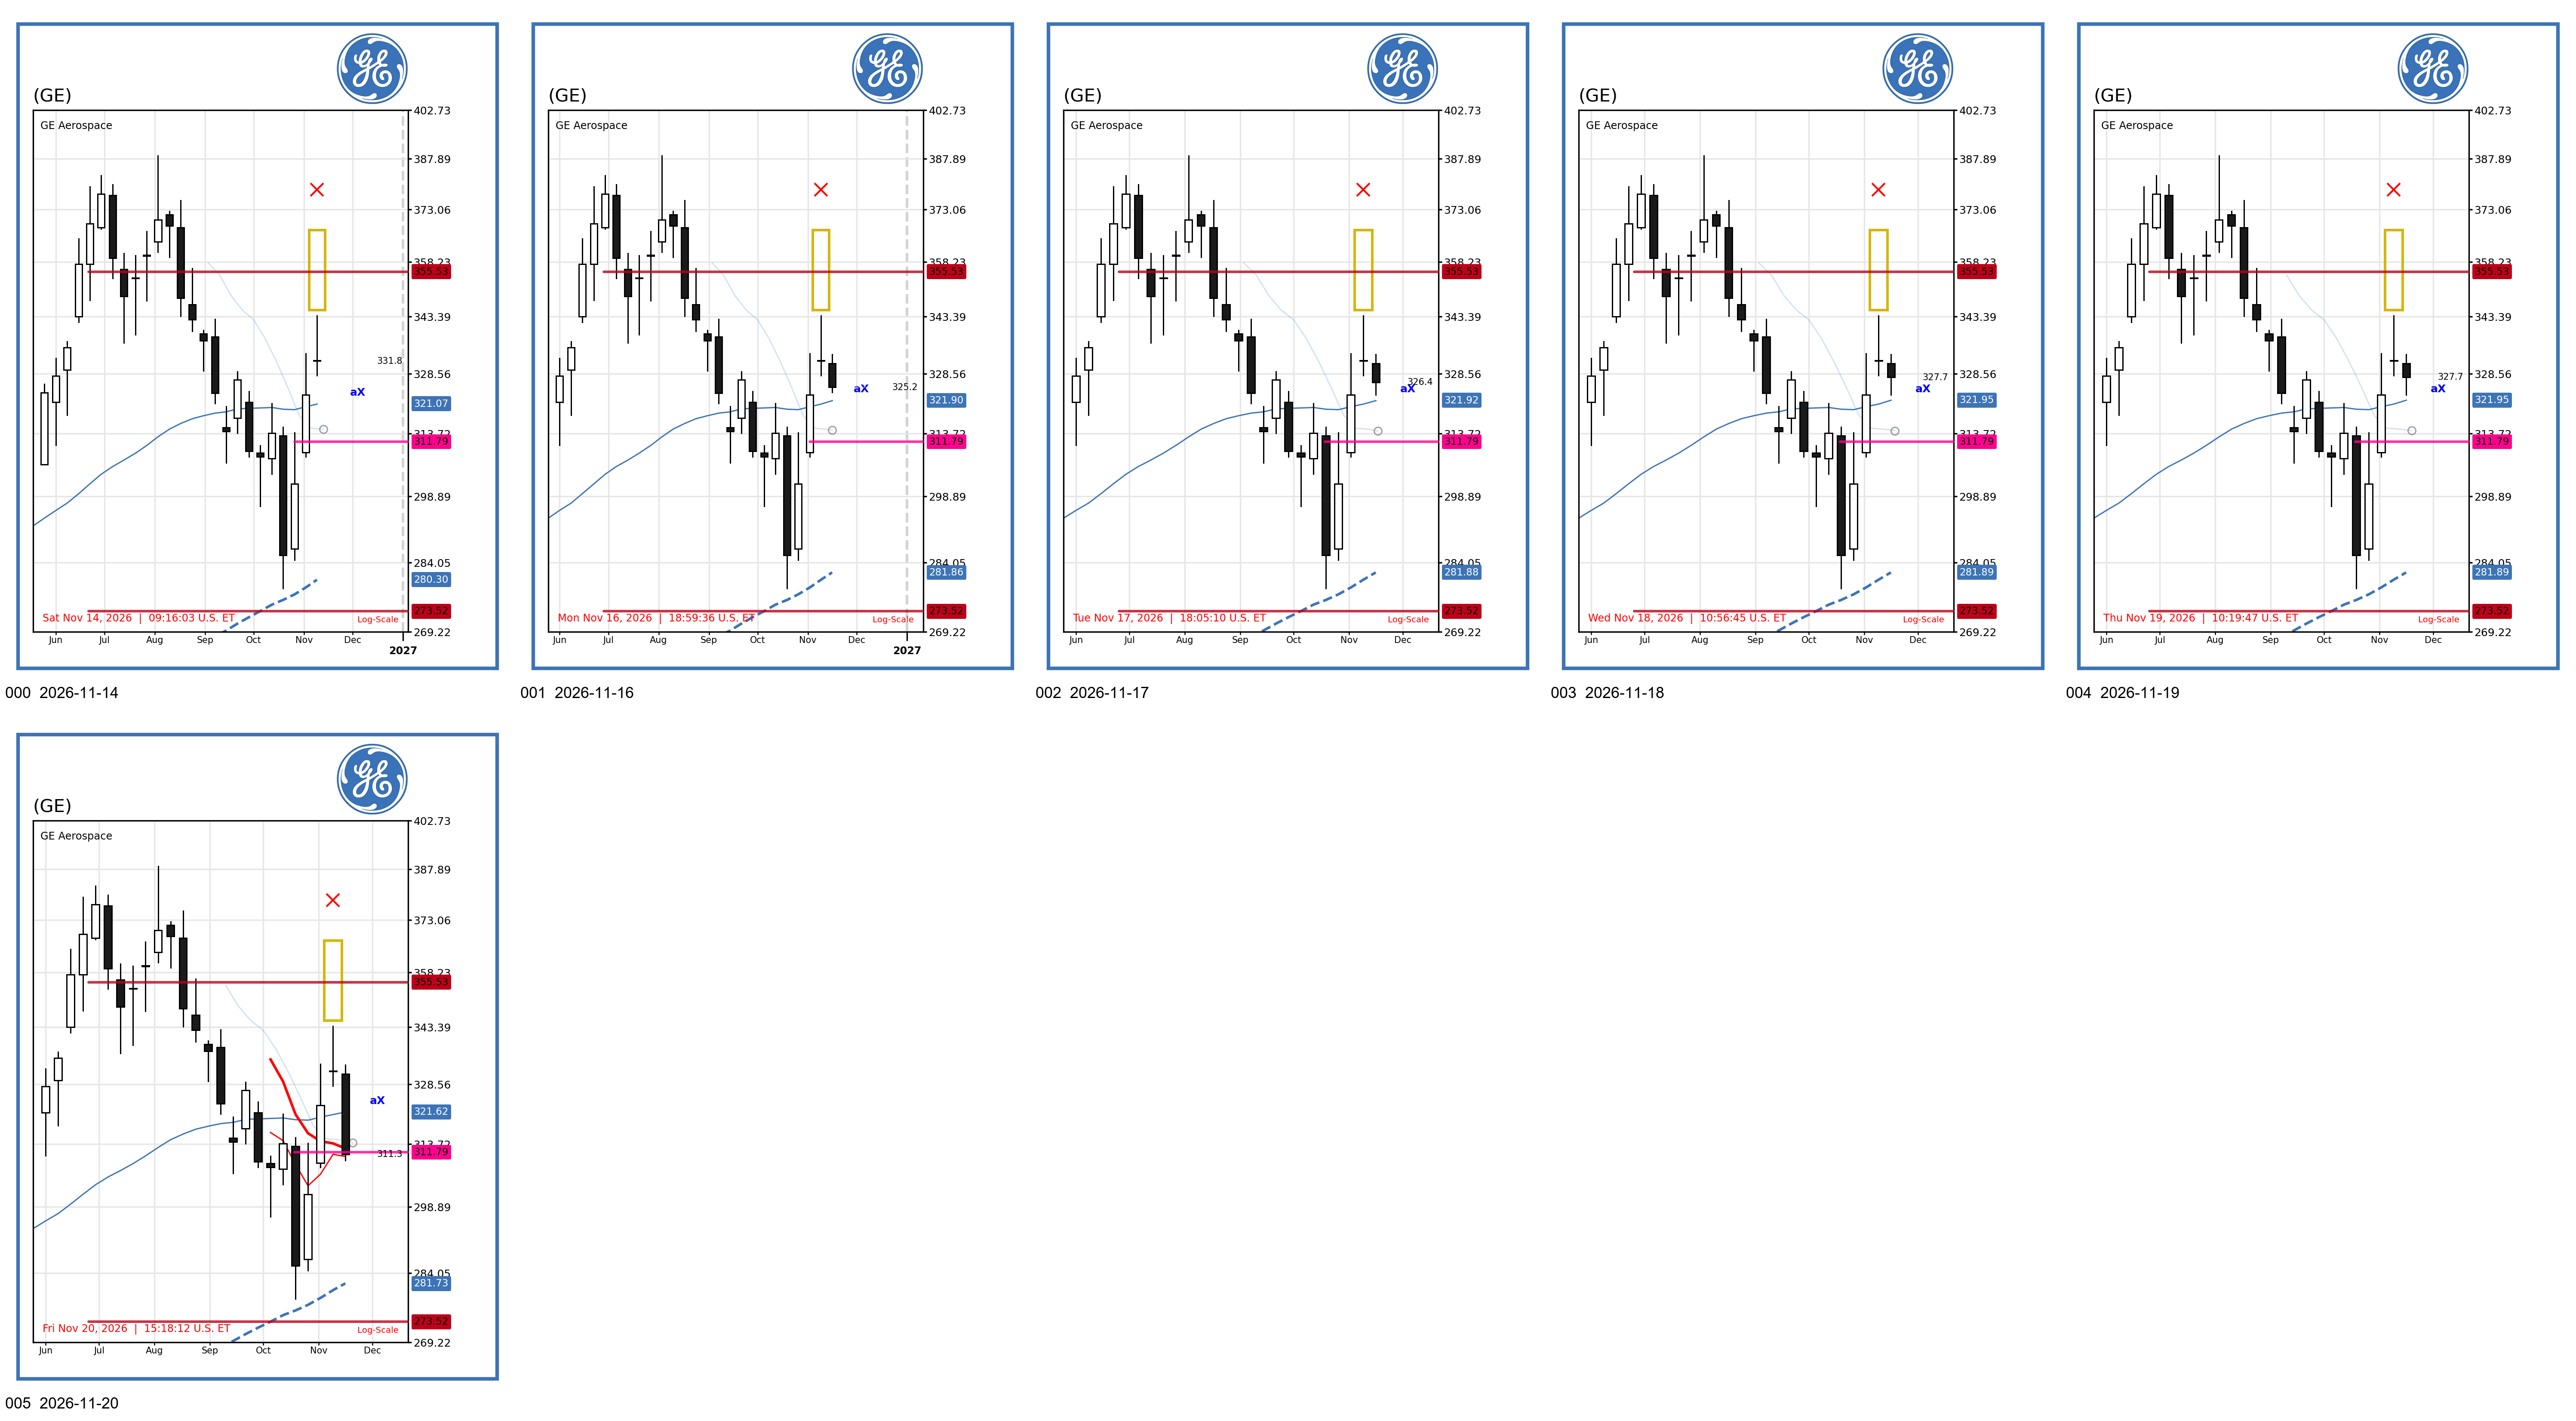 (GE)
GE Aerospace
402.73
387.89
373.06
358.23
355.53
343.39
331.8
328.56
aX
321.07
313.72
311.79
298.89
284.05
280.30
273.52
Sat Nov 14, 2026 | 09:16:03 U.S. ET
Log-Scale
269.22
Jun Jul Aug Sep Oct Nov Dec
2027
000 2026-11-14
(GE)
GE Aerospace
402.73
387.89
373.06
358.23
355.53
343.39
328.56
aX
325.2
321.90
313.72
311.79
298.89
284.05
281.86
273.52
Mon Nov 16, 2026 | 18:59:36 U.S. ET
Log-Scale
269.22
Jun Jul Aug Sep Oct Nov Dec
2027
001 2026-11-16
(GE)
GE Aerospace
402.73
387.89
373.06
358.23
355.53
343.39
328.56
326.4
aX
321.92
313.72
311.79
298.89
284.05
281.88
273.52
Tue Nov 17, 2026 | 18:05:10 U.S. ET
Log-Scale
269.22
Jun Jul Aug Sep Oct Nov Dec
002 2026-11-17
(GE)
GE Aerospace
402.73
387.89
373.06
358.23
355.53
343.39
328.56
327.7
aX
321.95
313.72
311.79
298.89
284.05
281.89
273.52
Wed Nov 18, 2026 | 10:56:45 U.S. ET
Log-Scale
269.22
Jun Jul Aug Sep Oct Nov Dec
003 2026-11-18
(GE)
GE Aerospace
402.73
387.89
373.06
358.23
355.53
343.39
328.56
327.7
aX
321.95
313.72
311.79
298.89
284.05
281.89
273.52
Thu Nov 19, 2026 | 10:19:47 U.S. ET
Log-Scale
269.22
Jun Jul Aug Sep Oct Nov Dec
004 2026-11-19
(GE)
GE Aerospace
402.73
387.89
373.06
358.23
355.53
343.39
328.56
aX
321.62
313.72
311.79
311.3
298.89
284.05
281.73
273.52
Fri Nov 20, 2026 | 15:18:12 U.S. ET
Log-Scale
269.22
Jun Jul Aug Sep Oct Nov Dec
005 2026-11-20